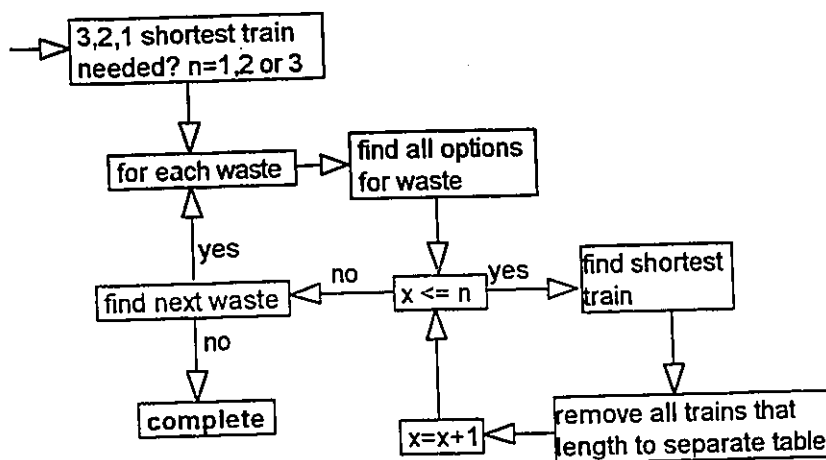 3,2,1 shortest train
needed? n=1,2 or 3
for each waste
find all options
for waste
yes
no
yes
find shortest
train
find next waste
x <= n
no
complete
x=x+1
remove all trains that
length to separate table